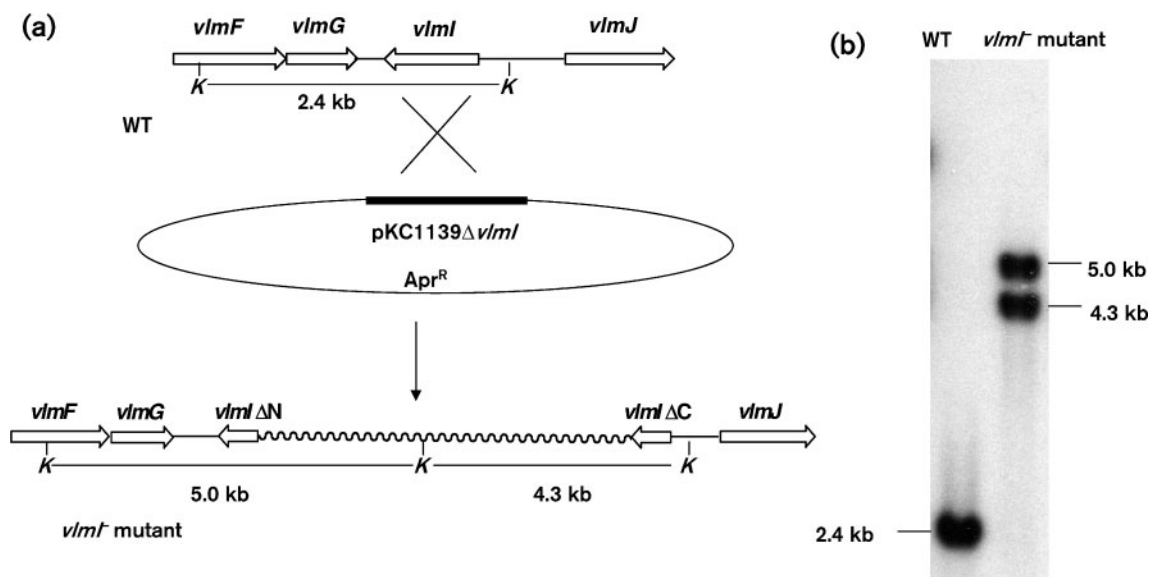 (a)
vlmF vlmG vlmI vlmJ
K K
2.4 kb
WT
pKC1139ΔvlmI
Apr^R
vlmF vlmG vlmI ΔN vlmI ΔC vlmJ
K K K
5.0 kb 4.3 kb
vlmI⁻ mutant
(b)
WT vlmI⁻ mutant
5.0 kb
4.3 kb
2.4 kb